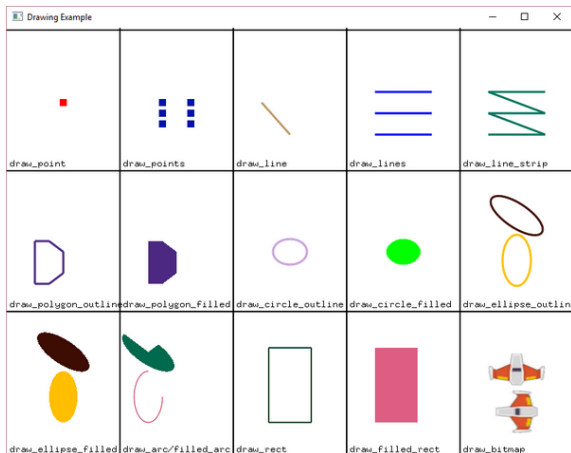 Drawing Example
draw_point
draw_points
draw_line
draw_lines
draw_line_strip
draw_polygon_outline
draw_polygon_filled
draw_circle_outline
draw_circle_filled
draw_ellipse_outlin
draw_ellipse_filled
draw_arc/filled_arc
draw_rect
draw_filled_rect
draw_bitmap